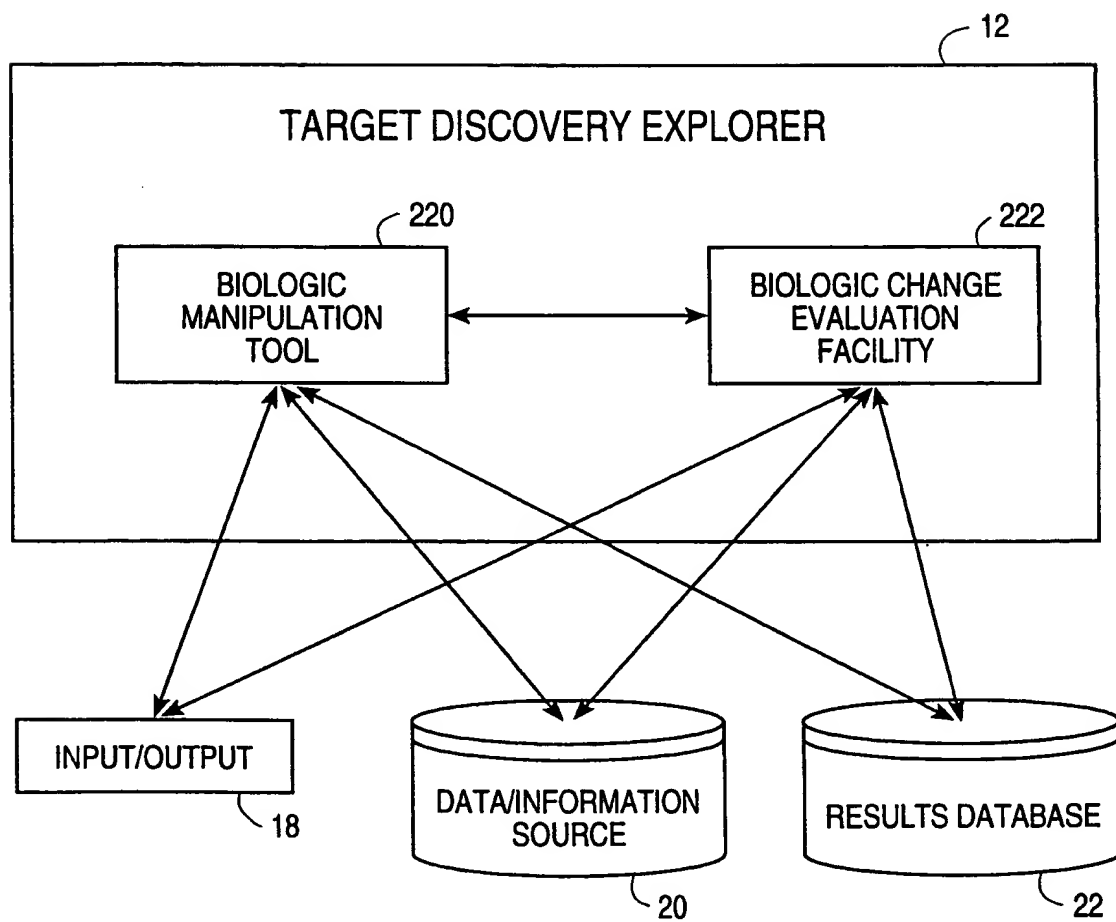 12
TARGET DISCOVERY EXPLORER
220
222
BIOLOGIC
MANIPULATION
TOOL
BIOLOGIC CHANGE
EVALUATION
FACILITY
INPUT/OUTPUT
18
DATA/INFORMATION
SOURCE
20
RESULTS DATABASE
22